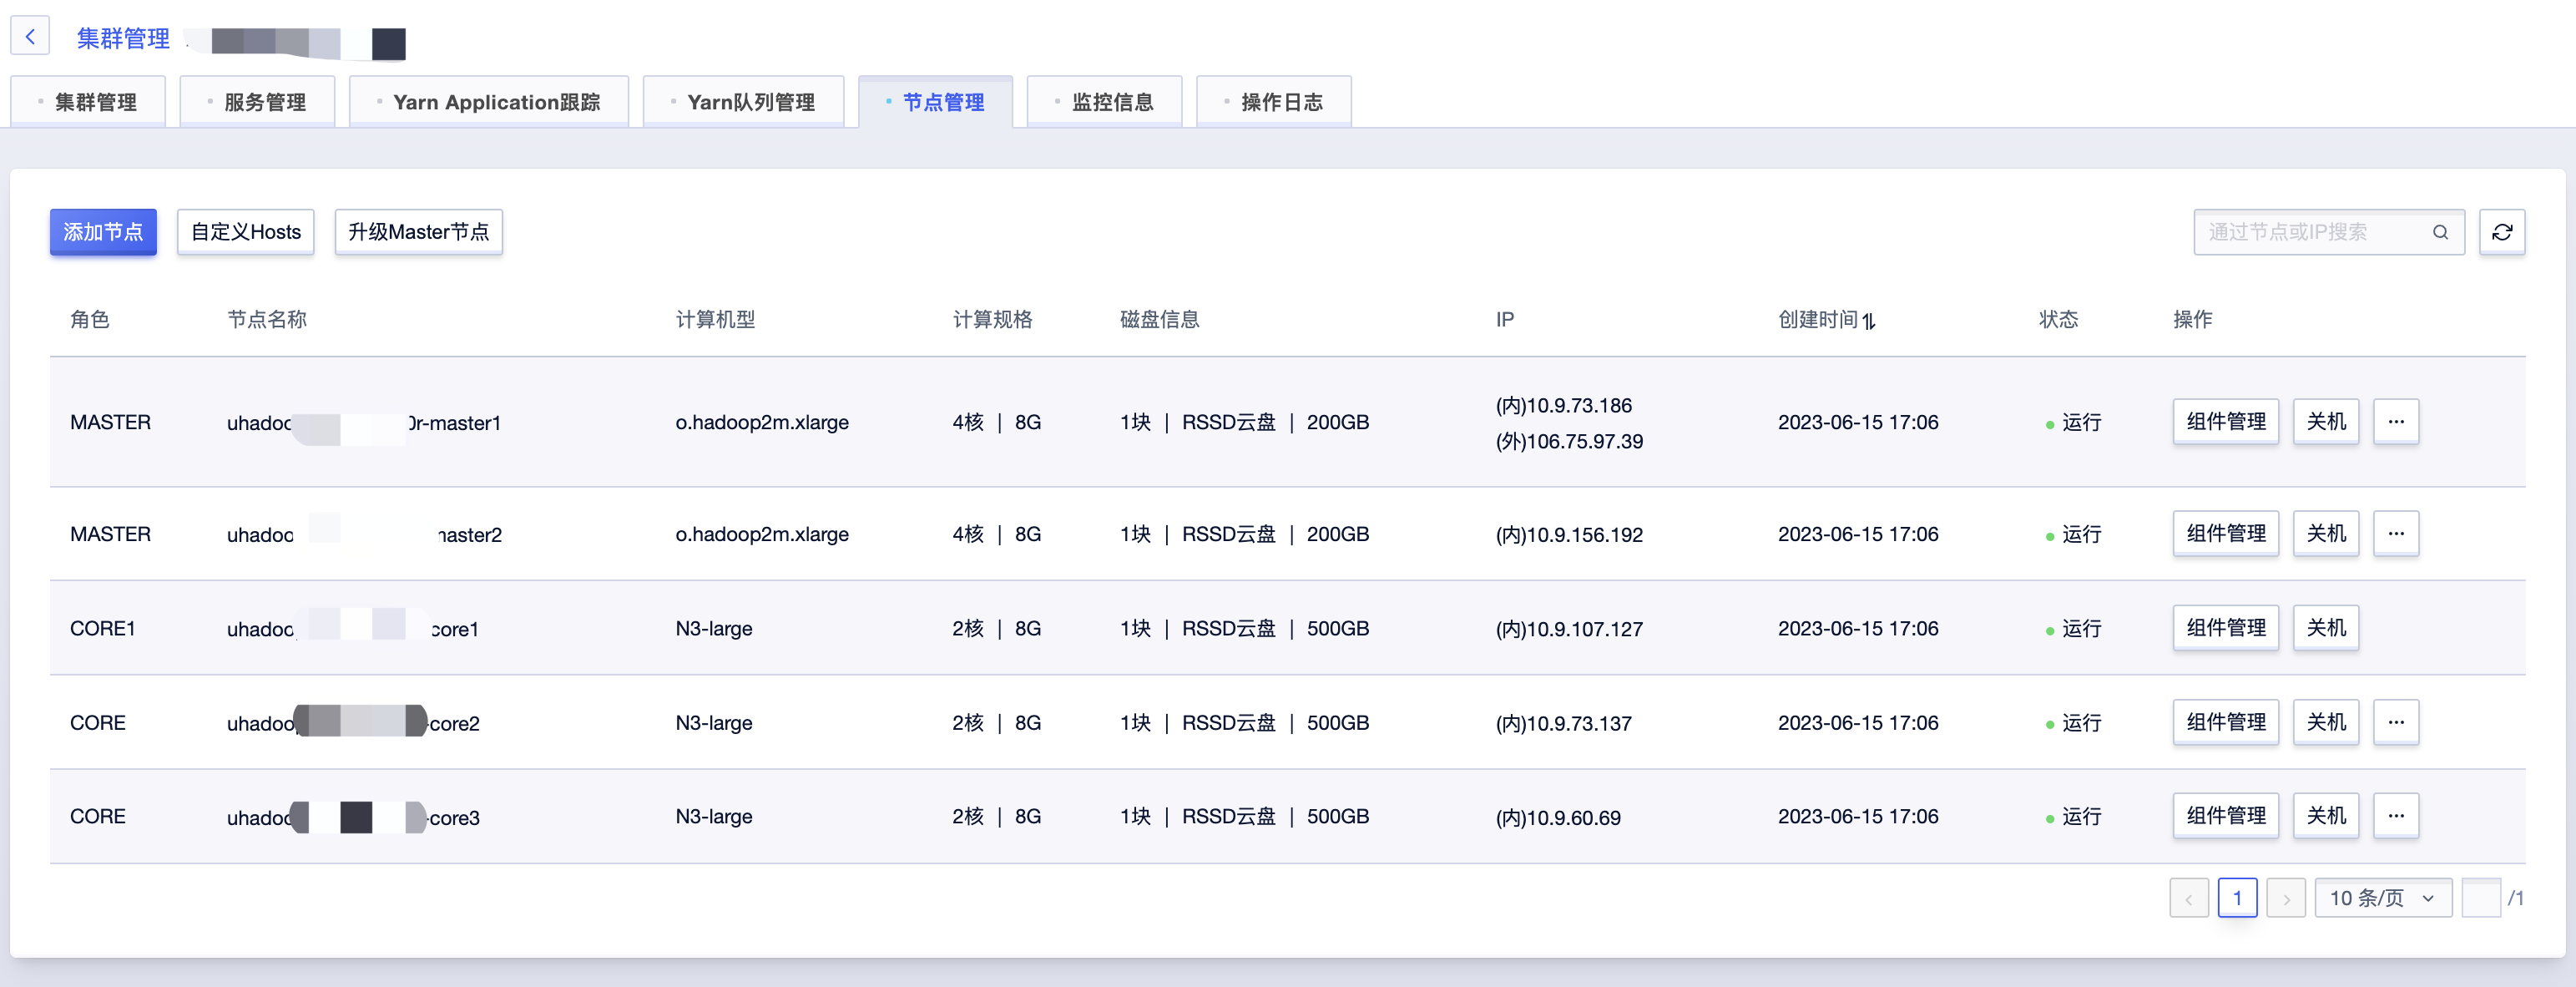 集群管理
集群管理
服务管理
Yarn Application跟踪
Yarn队列管理
节点管理
监控信息
操作日志
添加节点
自定义Hosts
升级Master节点
通过节点或IP搜索
角色 节点名称 计算机型 计算规格 磁盘信息 IP 创建时间 状态 操作
MASTER uhadoo 0r-master1 o.hadoop2m.xlarge 4核 | 8G 1块 | RSSD云盘 | 200GB (内)10.9.73.186 2023-06-15 17:06 运行 组件管理 关机 ···
(外)106.75.97.39
MASTER uhadoo master2 o.hadoop2m.xlarge 4核 | 8G 1块 | RSSD云盘 | 200GB (内)10.9.156.192 2023-06-15 17:06 运行 组件管理 关机 ···
CORE1 uhadoo core1 N3-large 2核 | 8G 1块 | RSSD云盘 | 500GB (内)10.9.107.127 2023-06-15 17:06 运行 组件管理 关机
CORE uhadoo -core2 N3-large 2核 | 8G 1块 | RSSD云盘 | 500GB (内)10.9.73.137 2023-06-15 17:06 运行 组件管理 关机 ···
CORE uhadoo -core3 N3-large 2核 | 8G 1块 | RSSD云盘 | 500GB (内)10.9.60.69 2023-06-15 17:06 运行 组件管理 关机 ···
1 10 条/页 /1